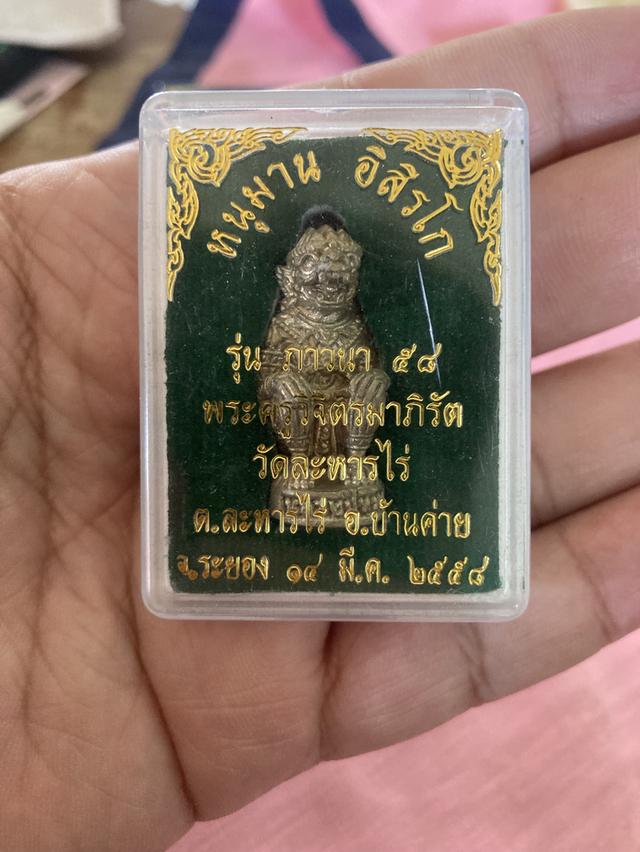 หนุมาน อิสิรโก
รุ่น ภาวนา ๕๘
พระครูวิจิตรมาภิรัต
วัดละหารไร่
ต.ละหารไร่ อ.บ้านค่าย
จ.ระยอง ๑๔ มี.ค. ๒๕๕๘